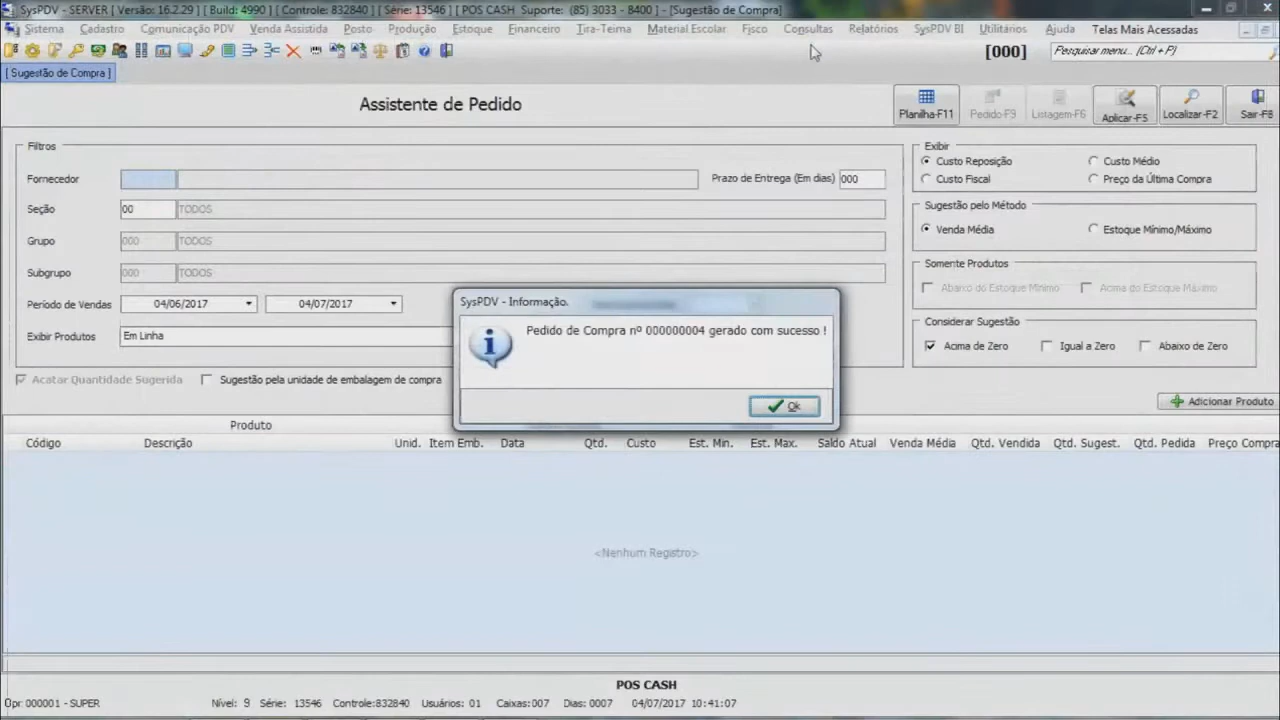 SysPDV - SERVER [ Versão: 16.2.29 ] [ Build: 4990 ] [ Controle: 832840 ] [ Série: 13546 ] [ POS CASH Suporte: (85) 3033 - 8400 ] - [Sugestão de Compra]
Sistema Cadastro Comunicação PDV Venda Assistida Posto Produção Estoque Financeiro Tira-Teima Material Escolar Fisco Consultas Relatórios SysPDV BI Utilitários Ajuda Telas Mais Acessadas
[000] Pesquisar menu... (Ctrl + P)
[ Sugestão de Compra]
Assistente de Pedido
Planilha-F11 Pedido-F9 Listagem-F6 Aplicar-F5 Localizar-F2 Sair-F8
Filtros
Fornecedor Prazo de Entrega (Em dias) 000
Seção 00 TODOS
Grupo 000 TODOS
Subgrupo 000 TODOS
Período de Vendas 04/06/2017 04/07/2017
Exibir Produtos Em Linha
Acatar Quantidade Sugerida Sugestão pela unidade de embalagem de compra
Exibir
Custo Reposição Custo Médio
Custo Fiscal Preço da Última Compra
Sugestão pelo Método
Venda Média Estoque Mínimo/Máximo
Somente Produtos
Abaixo do Estoque Mínimo Acima do Estoque Máximo
Considerar Sugestão
Acima de Zero Igual a Zero Abaixo de Zero
SysPDV - Informação.
Pedido de Compra nº 000000004 gerado com sucesso !
Ok
Adicionar Produto
Produto
Código Descrição Unid. Item Emb. Data Qtd. Custo Est. Min. Est. Max. Saldo Atual Venda Média Qtd. Vendida Qtd. Sugest. Qtd. Pedida Preço Compra
<Nenhum Registro>
POS CASH
Opr: 000001 - SUPER Nível: 9 Série: 13546 Controle:832840 Usuários: 01 Caixas:007 Dias: 0007 04/07/2017 10:41:07